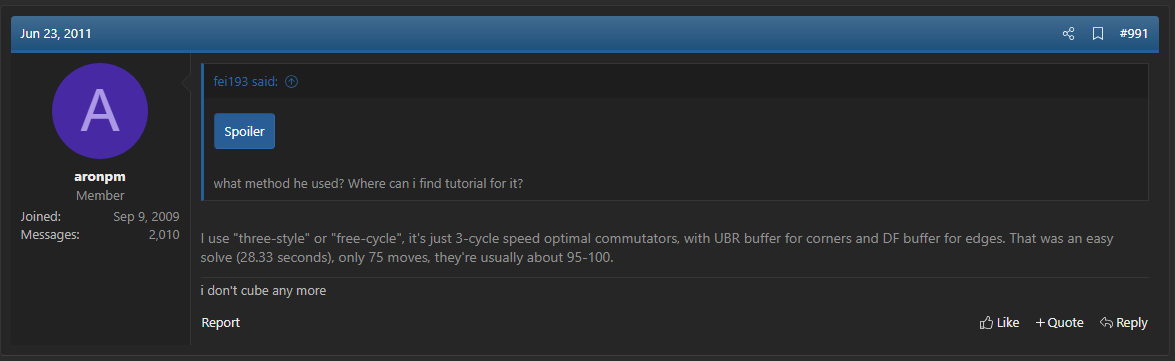 Jun 23, 2011
#991
A
aronpm
Member
Joined: Sep 9, 2009
Messages: 2,010
fei193 said:
Spoiler
what method he used? Where can i find tutorial for it?
I use "three-style" or "free-cycle", it's just 3-cycle speed optimal commutators, with UBR buffer for corners and DF buffer for edges. That was an easy
solve (28.33 seconds), only 75 moves, they're usually about 95-100.
i don't cube any more
Report
Like
+Quote
Reply